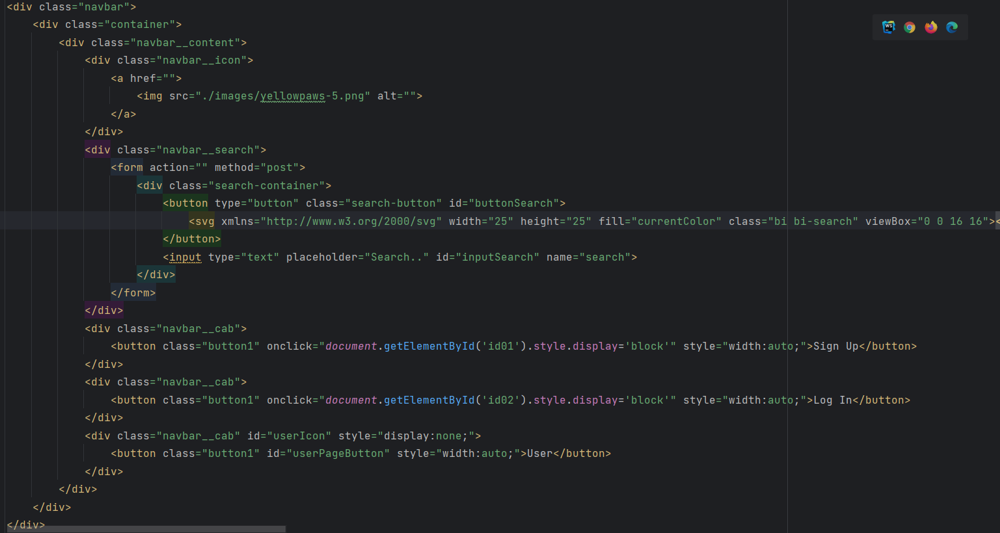 <div class="navbar">
<div class="container">
<div class="navbar__content">
<div class="navbar__icon">
<a href="">
<img src="./images/yellowpaws-5.png" alt="">
</a>
</div>
<div class="navbar__search">
<form action="" method="post">
<div class="search-container">
<button type="button" class="search-button" id="buttonSearch">
<svg xmlns="http://www.w3.org/2000/svg" width="25" height="25" fill="currentColor" class="bi bi-search" viewBox="0 0 16 16"><
</button>
<input type="text" placeholder="Search.." id="inputSearch" name="search">
</div>
</form>
</div>
<div class="navbar__cab">
<button class="button1" onclick="document.getElementById('id01').style.display='block'" style="width:auto;">Sign Up</button>
</div>
<div class="navbar__cab">
<button class="button1" onclick="document.getElementById('id02').style.display='block'" style="width:auto;">Log In</button>
</div>
<div class="navbar__cab" id="userIcon" style="display:none;">
<button class="button1" id="userPageButton" style="width:auto;">User</button>
</div>
</div>
</div>
</div>